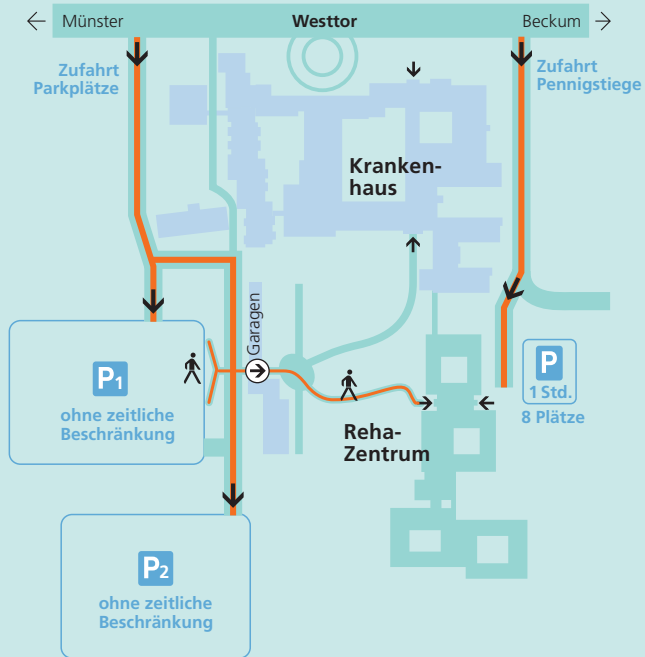 Münster
Westtor
Beckum
Zufahrt
Parkplätze
Zufahrt
Pennigstiege
Kranken-
haus
Garagen
P1
ohne zeitliche
Beschränkung
P
1 Std.
8 Plätze
Reha-
Zentrum
P2
ohne zeitliche
Beschränkung